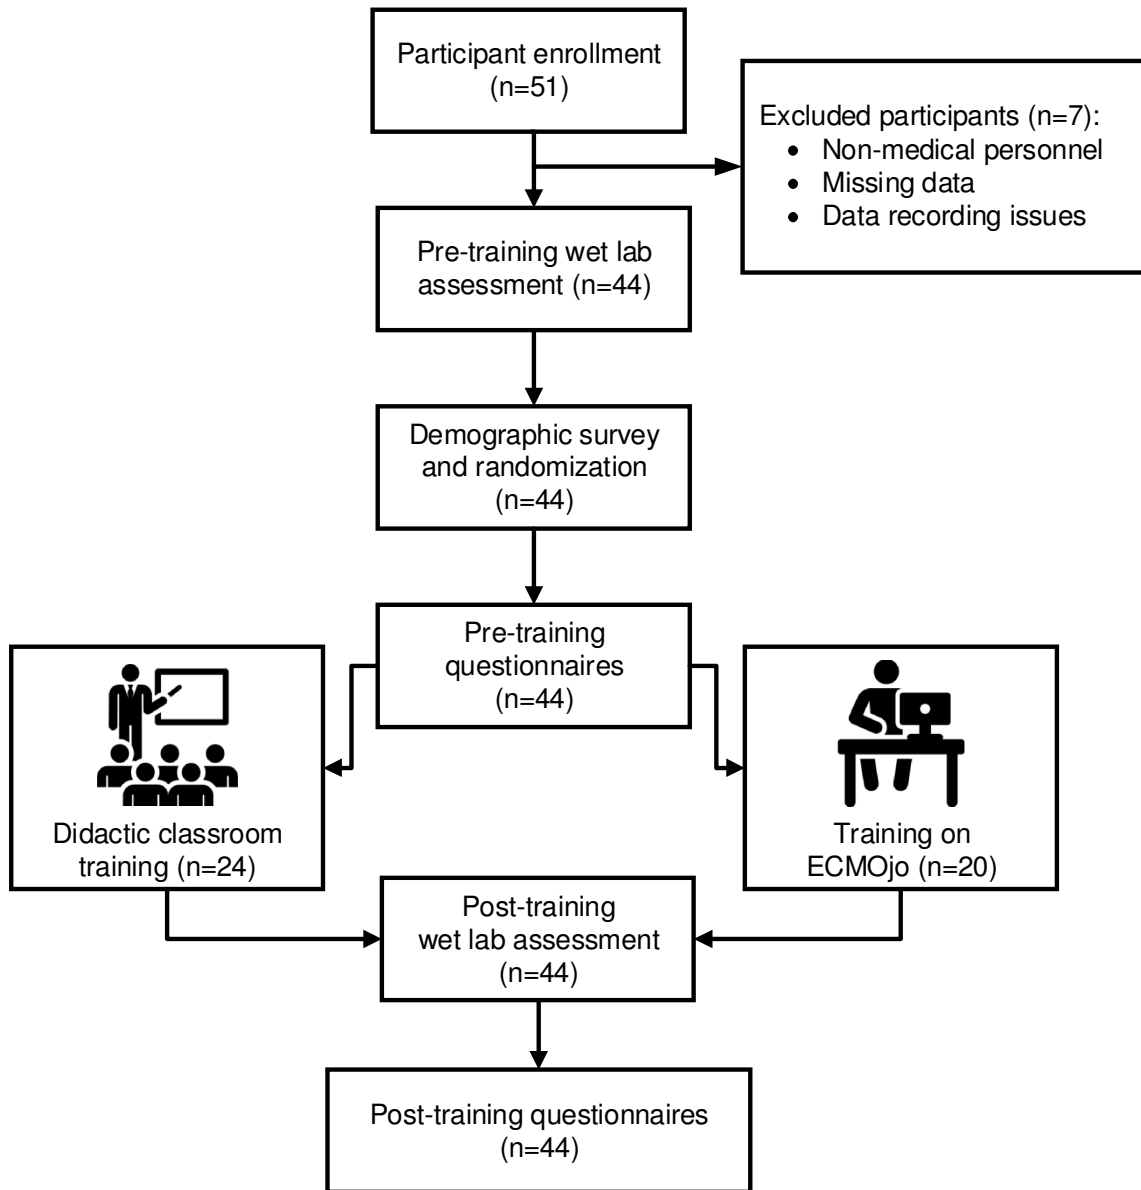 Participant enrollment
(n=51)
Excluded participants (n=7):
• Non-medical personnel
• Missing data
• Data recording issues
Pre-training wet lab
assessment (n=44)
Demographic survey
and randomization
(n=44)
Pre-training
questionnaires
(n=44)
Didactic classroom
training (n=24)
Training on
ECMOjo (n=20)
Post-training
wet lab assessment
(n=44)
Post-training questionnaires
(n=44)